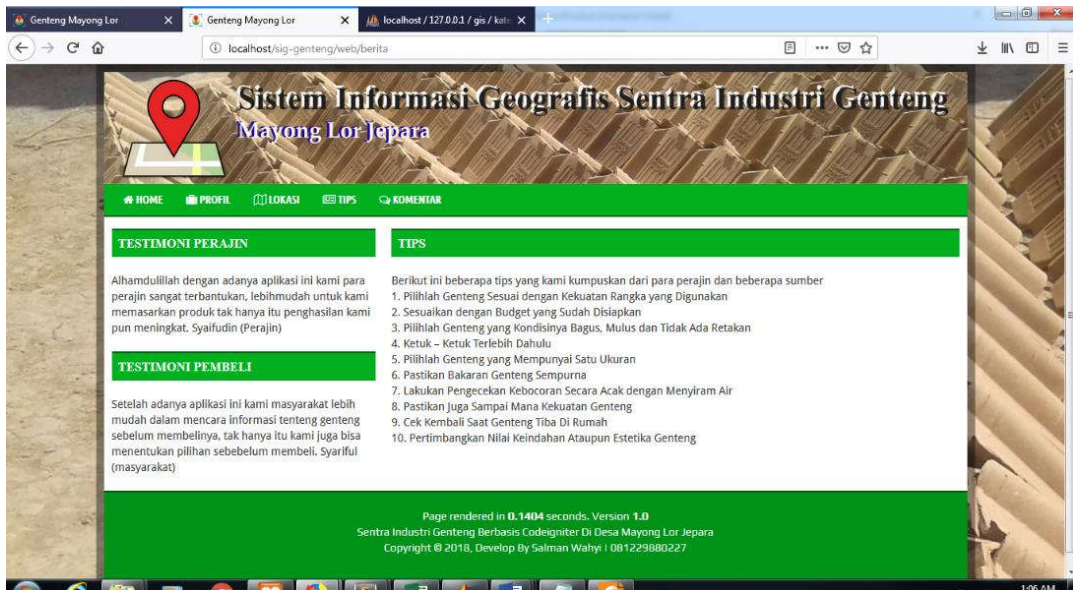 Genteng Mayong Lor
Genteng Mayong Lor
localhost / 127.0.0.1 / gis / kate
localhost/sig-genteng/web/berita
Sistem Informasi Geografis Sentra Industri Genteng
Mayong Lor Jepara
HOME PROFIL LOKASI TIPS KOMENTAR
TESTIMONI PERAJIN
Alhamdulillah dengan adanya aplikasi ini kami para
perajin sangat terbantukan, lebihmudah untuk kami
memasarkan produk tak hanya itu penghasilan kami
pun meningkat. Syaifudin (Perajin)
TESTIMONI PEMBELI
Setelah adanya aplikasi ini kami masyarakat lebih
mudah dalam mencara informasi tenteng genteng
sebelum membelinya, tak hanya itu kami juga bisa
menentukan pilihan sebebelum membeli. Syariful
(masyarakat)
TIPS
Berikut ini beberapa tips yang kami kumpuskan dari para perajin dan beberapa sumber
1. Pilihlah Genteng Sesuai dengan Kekuatan Rangka yang Digunakan
2. Sesuaikan dengan Budget yang Sudah Disiapkan
3. Pilihlah Genteng yang Kondisinya Bagus, Mulus dan Tidak Ada Retakan
4. Ketuk – Ketuk Terlebih Dahulu
5. Pilihlah Genteng yang Mempunyai Satu Ukuran
6. Pastikan Bakaran Genteng Sempurna
7. Lakukan Pengecekan Kebocoran Secara Acak dengan Menyiram Air
8. Pastikan Juga Sampai Mana Kekuatan Genteng
9. Cek Kembali Saat Genteng Tiba Di Rumah
10. Pertimbangkan Nilai Keindahan Ataupun Estetika Genteng
Page rendered in 0.1404 seconds. Version 1.0
Sentra Industri Genteng Berbasis Codeigniter Di Desa Mayong Lor Jepara
Copyright © 2018, Develop By Salman Wahyi | 081229880227
1:06 AM